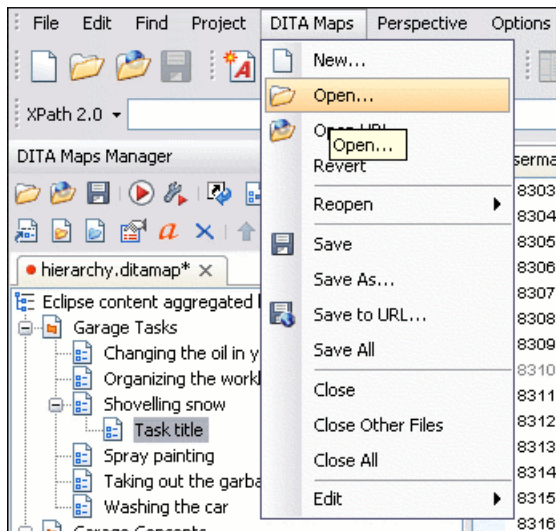 File Edit Find Project DITA Maps Perspective Options
New...
Open...
XPath 2.0
Open...
DITA Maps Manager
Revert
Reopen
8303
8304
Save
8305
hierarchy.ditamap*
Save As...
8306
Eclipse content aggregated
8307
Save to URL...
Garage Tasks
8308
Save All
Changing the oil in
8309
Organizing the
8310
Close
Shovelling snow
8311
Close Other Files
Task title
8312
Spray painting
8313
Close All
Taking out the
8314
Edit
Washing the car
8315
8316